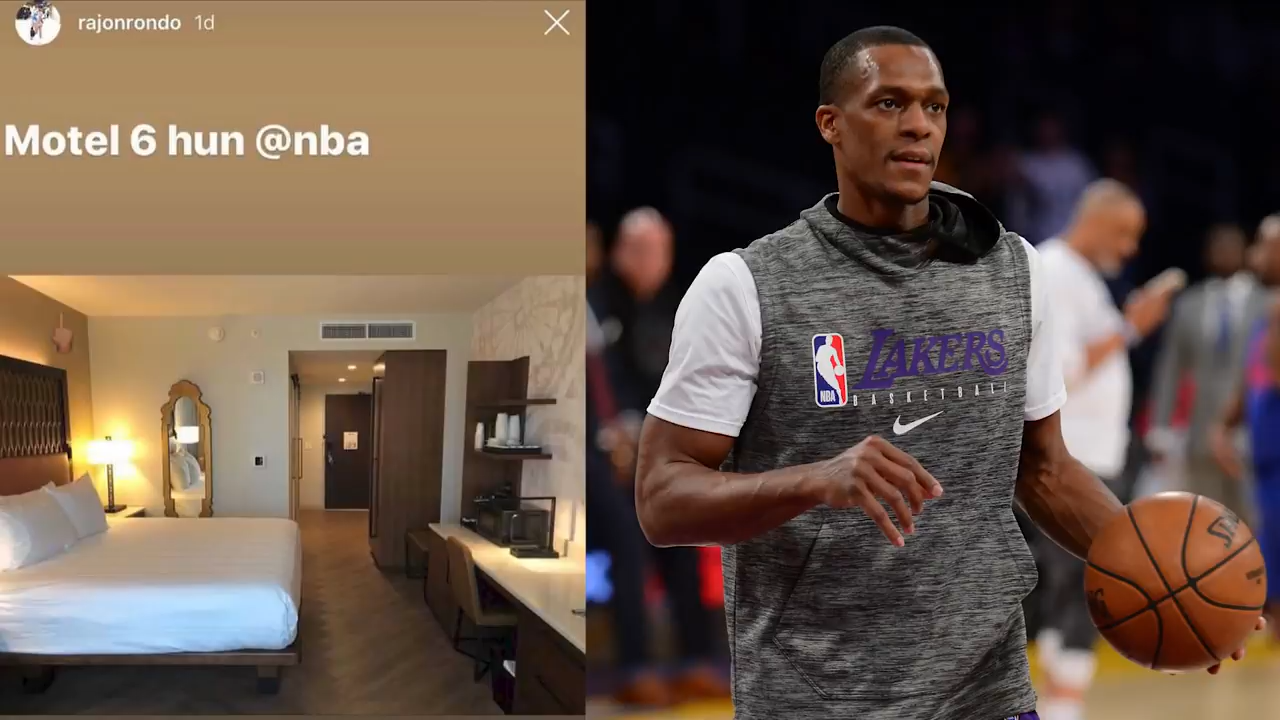 rajonrondo 1d
Motel 6 hun @nba
NBA
LAKERS
BASKETBALL